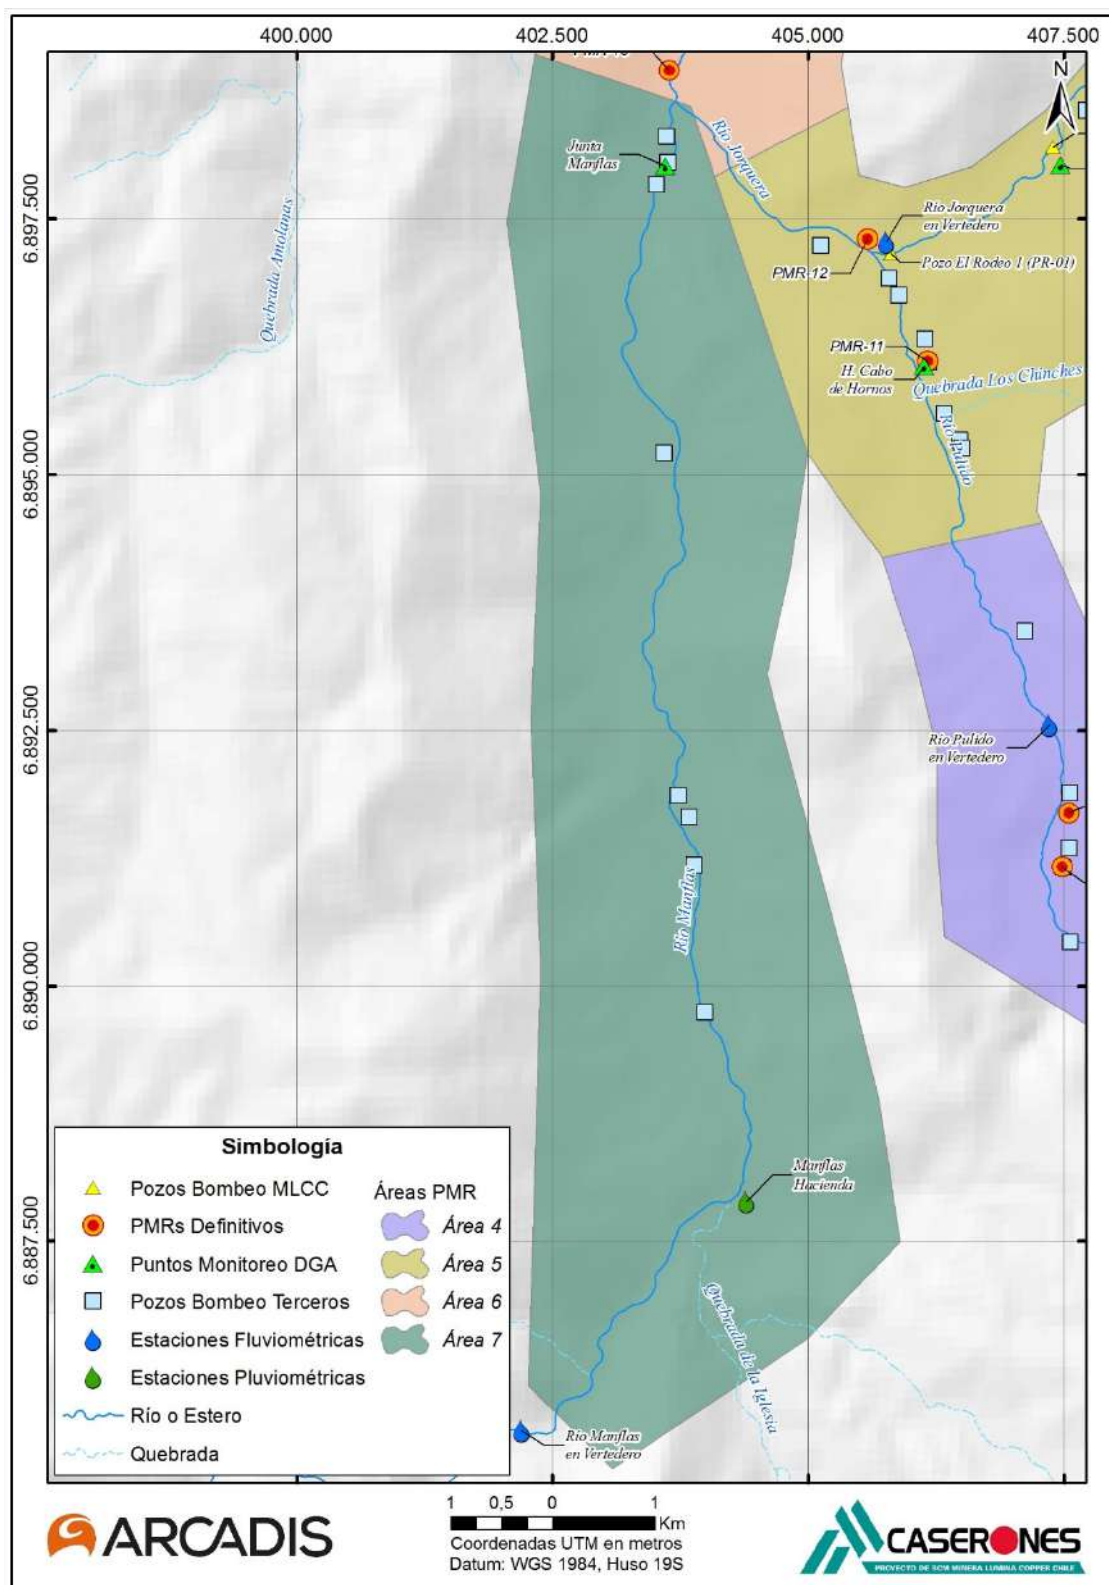 400.000
402.500
405.000
407.500
N
Río Jorquera
Junta
Manflas
6.897.500
Quebrada Amolanas
Río Jorquera
en Vertedero
PMR-12
Pozo El Rodeo 1 (PR-01)
PMR-11
H. Cabo
de Hornos
Quebrada Los Chinches
Río Pulido
6.895.000
6.892.500
Río Pulido
en Vertedero
Río Manflas
6.890.000
Manflas
Hacienda
6.887.500
Quebrada de la Iglesia
Río Manflas
en Vertedero
Simbología
Pozos Bombeo MLCC
PMRs Definitivos
Puntos Monitoreo DGA
Pozos Bombeo Terceros
Estaciones Fluviométricas
Estaciones Pluviométricas
Río o Estero
Quebrada
Áreas PMR
Área 4
Área 5
Área 6
Área 7
ARCADIS
1 0,5 0 1
Km
Coordenadas UTM en metros
Datum: WGS 1984, Huso 19S
CASERONES
PROYECTO DE SCM MINERA LUMINA COPPER CHILE